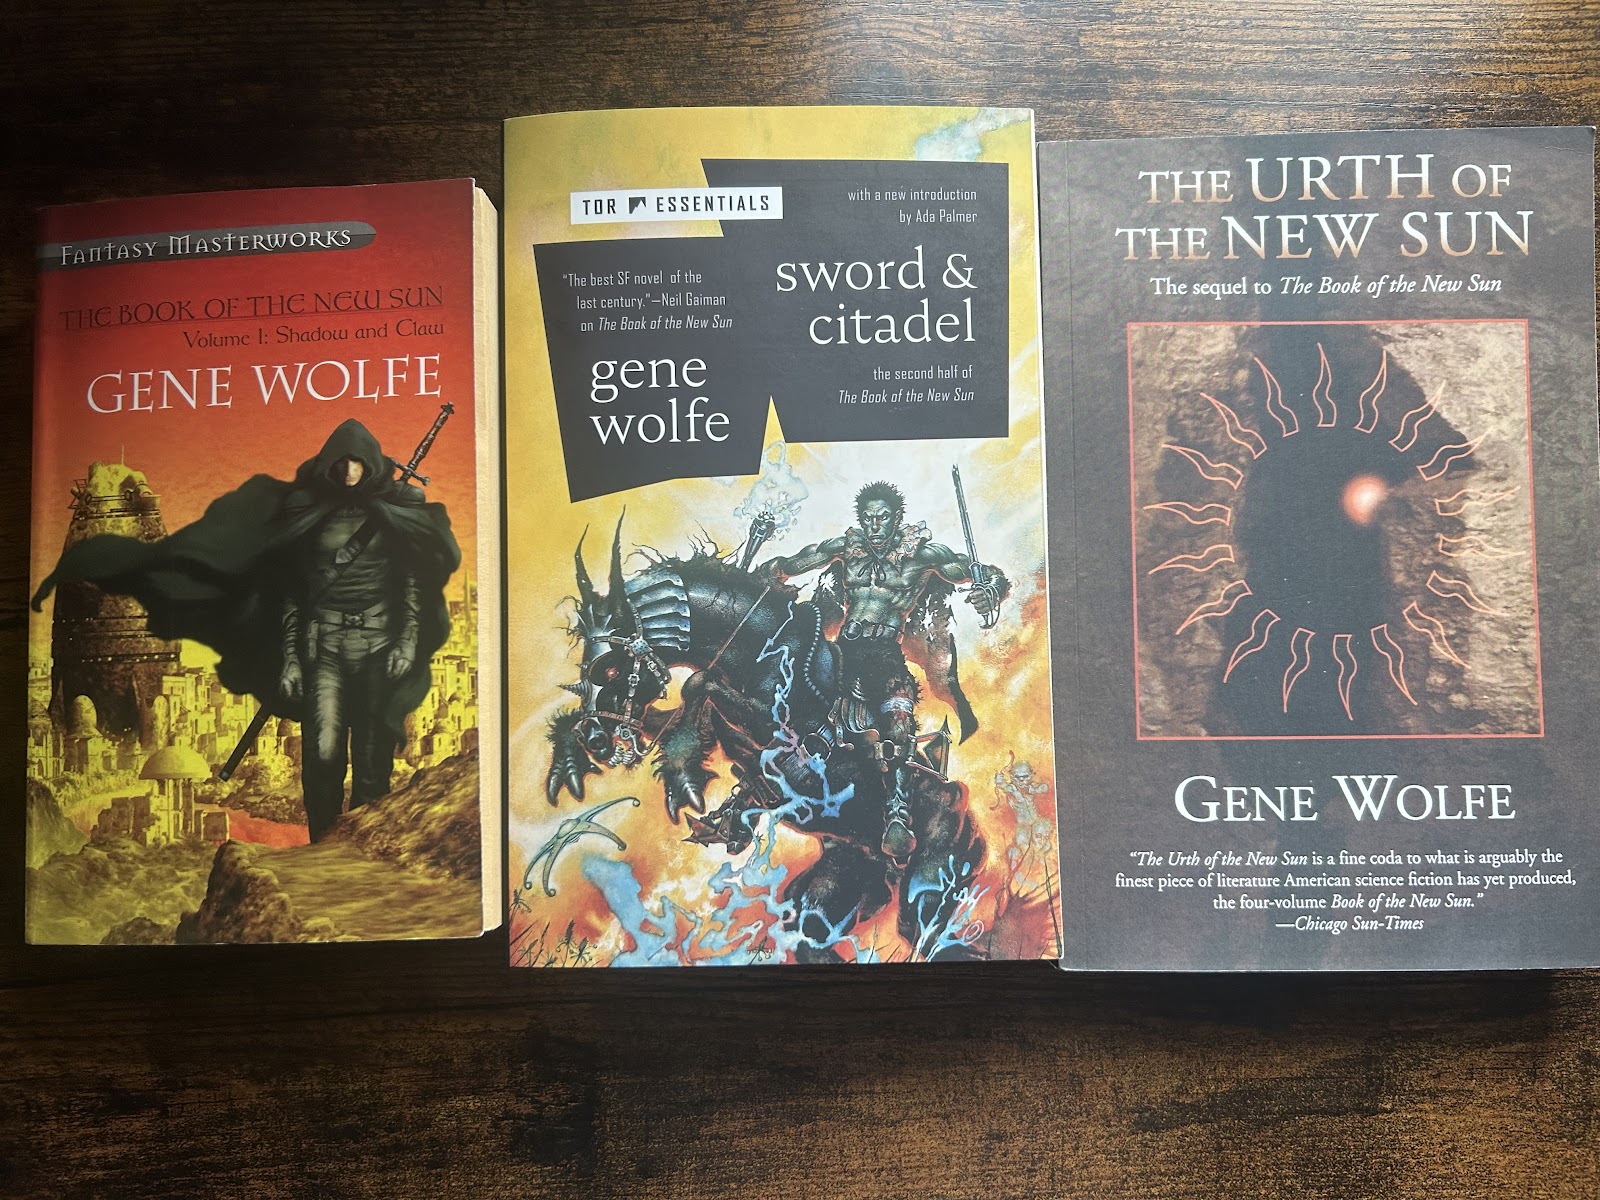 FANTASY MASTERWORKS
THE BOOK OF THE NEW SUN
Volume 1: Shadow and Claw
GENE WOLFE
TOR ESSENTIALS
with a new introduction
by Ada Palmer
"The best SF novel of the
last century."—Neil Gaiman
on The Book of the New Sun
sword &
citadel
gene
wolfe
the second half of
The Book of the New Sun
THE URTH OF
THE NEW SUN
The sequel to The Book of the New Sun
GENE WOLFE
"The Urth of the New Sun is a fine coda to what is arguably the
finest piece of literature American science fiction has yet produced,
the four-volume Book of the New Sun."
—Chicago Sun-Times